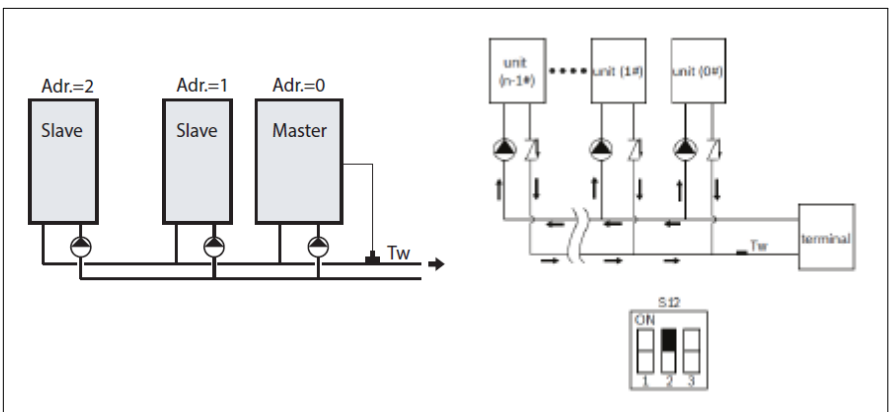 Adr.=2
Adr.=1
Adr.=0
Slave
Slave
Master
Tw
unit
(n-1#)
unit (1#)
unit (0#)
terminal
Tw
S12
ON
1 2 3